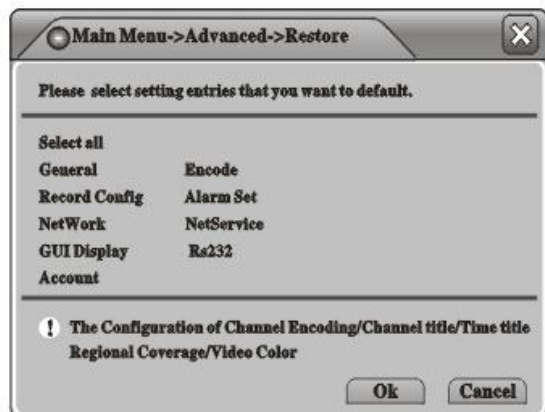 Main Menu->Advanced->Restore
Please select setting entries that you want to default.
Select all
General Encode
Record Config Alarm Set
NetWork NetService
GUI Display Rs232
Account
! The Configuration of Channel Encoding/Channel title/Time title
Regional Coverage/Video Color
Ok Cancel